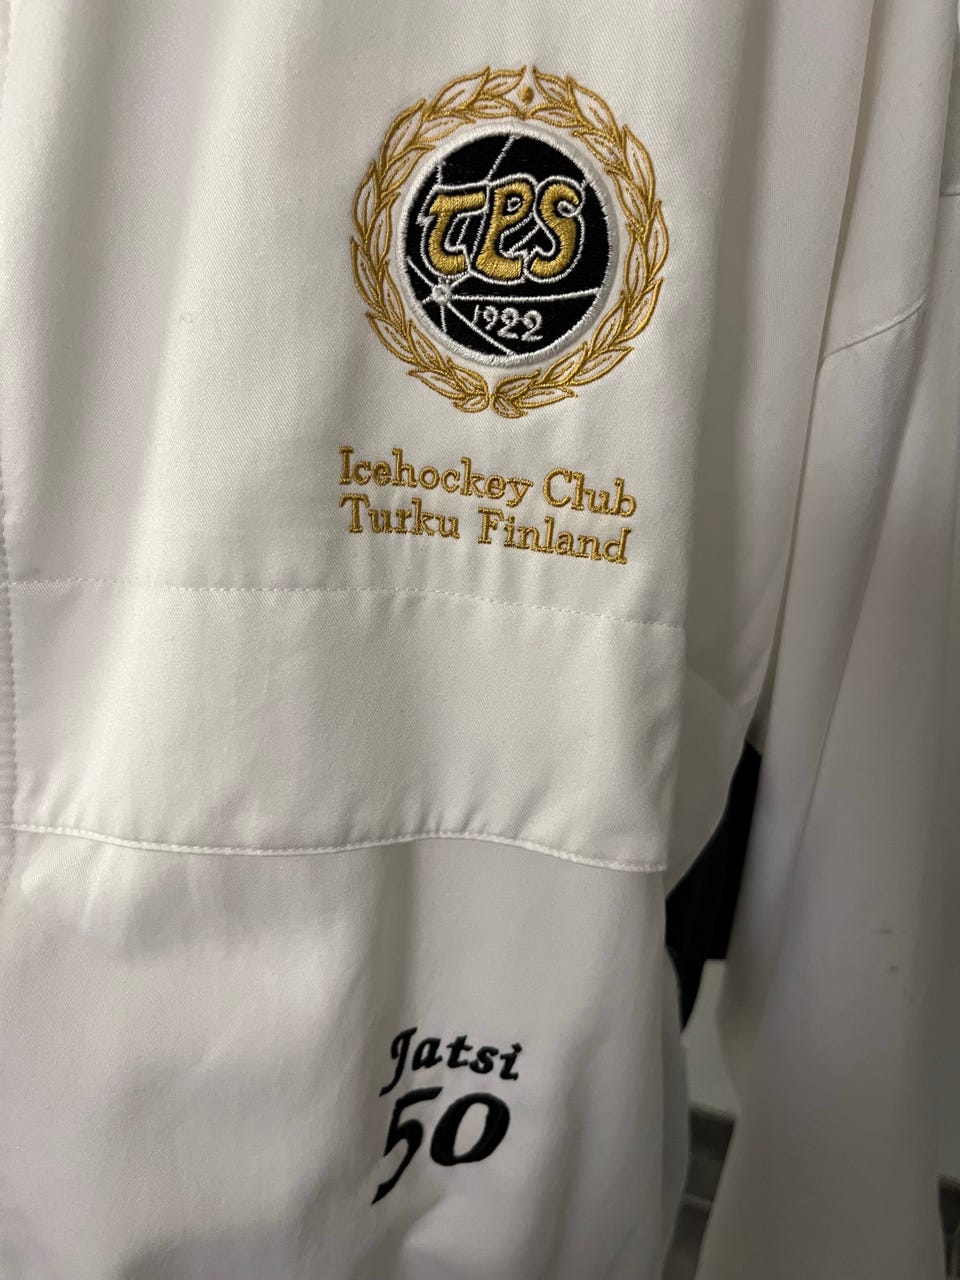 TPS
1922
Icehockey Club
Turku Finland
Jatsi
50